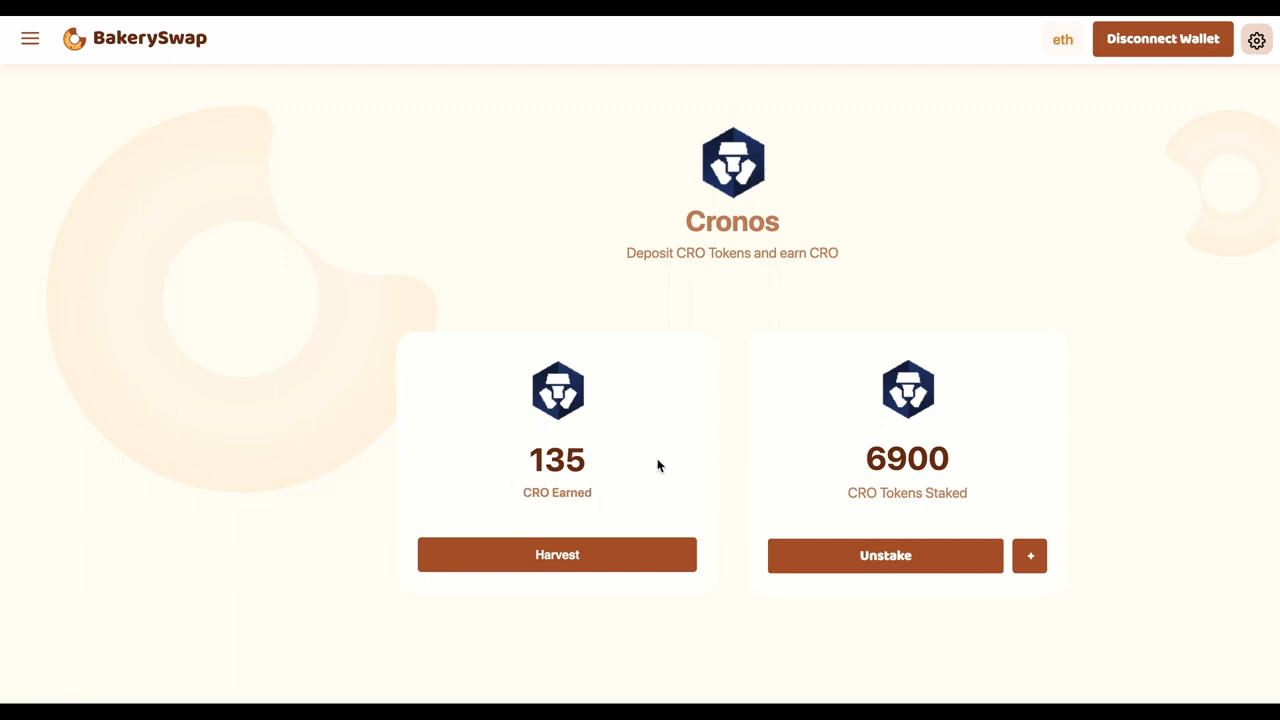 BakerySwap
eth
Disconnect Wallet
Cronos
Deposit CRO Tokens and earn CRO
135
CRO Earned
Harvest
6900
CRO Tokens Staked
Unstake
+